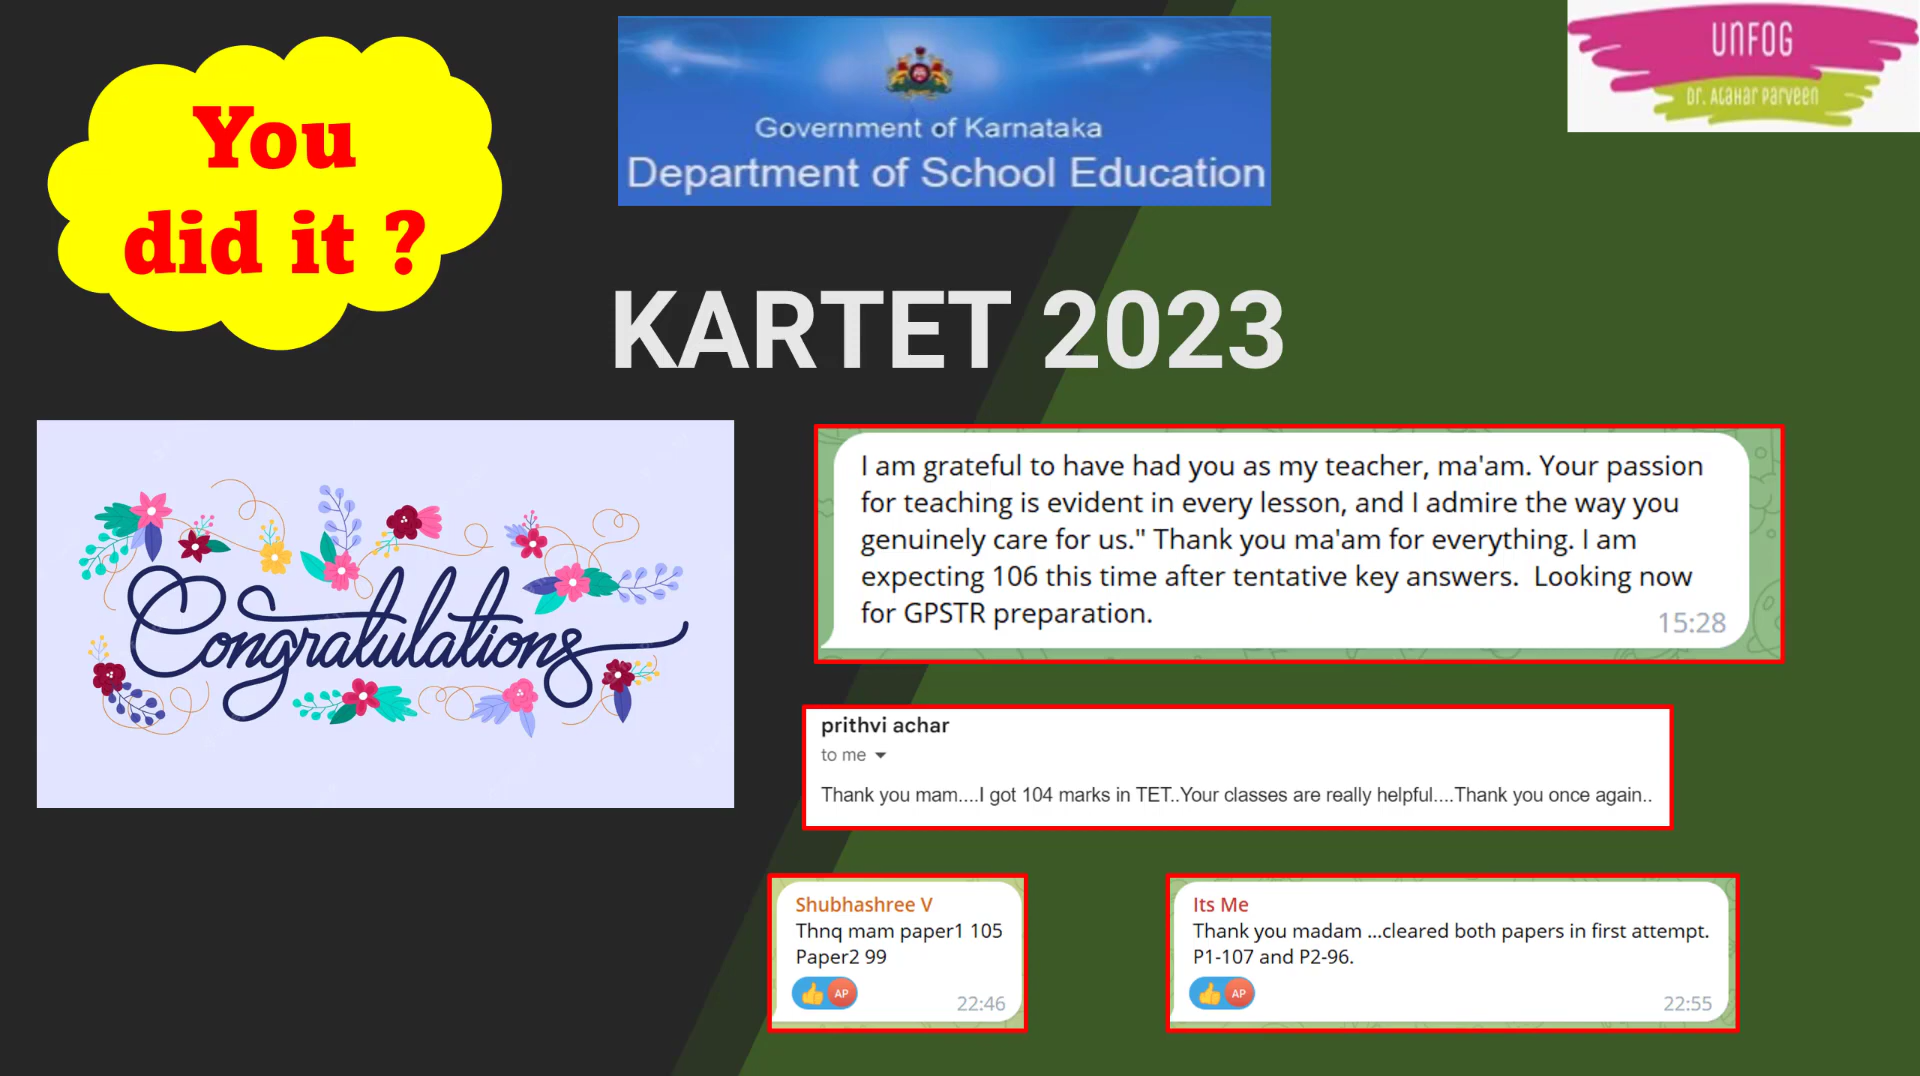 You
did it ?
Government of Karnataka
Department of School Education
UNFOG
Dr. Atahar Parveen
KARTET 2023
Congratulations
I am grateful to have had you as my teacher, ma'am. Your passion
for teaching is evident in every lesson, and I admire the way you
genuinely care for us." Thank you ma'am for everything. I am
expecting 106 this time after tentative key answers.  Looking now
for GPSTR preparation.
15:28
prithvi achar
to me
Thank you mam....I got 104 marks in TET..Your classes are really helpful....Thank you once again..
Shubhashree V
Thnq mam paper1 105
Paper2 99
AP
22:46
Its Me
Thank you madam ...cleared both papers in first attempt.
P1-107 and P2-96.
AP
22:55